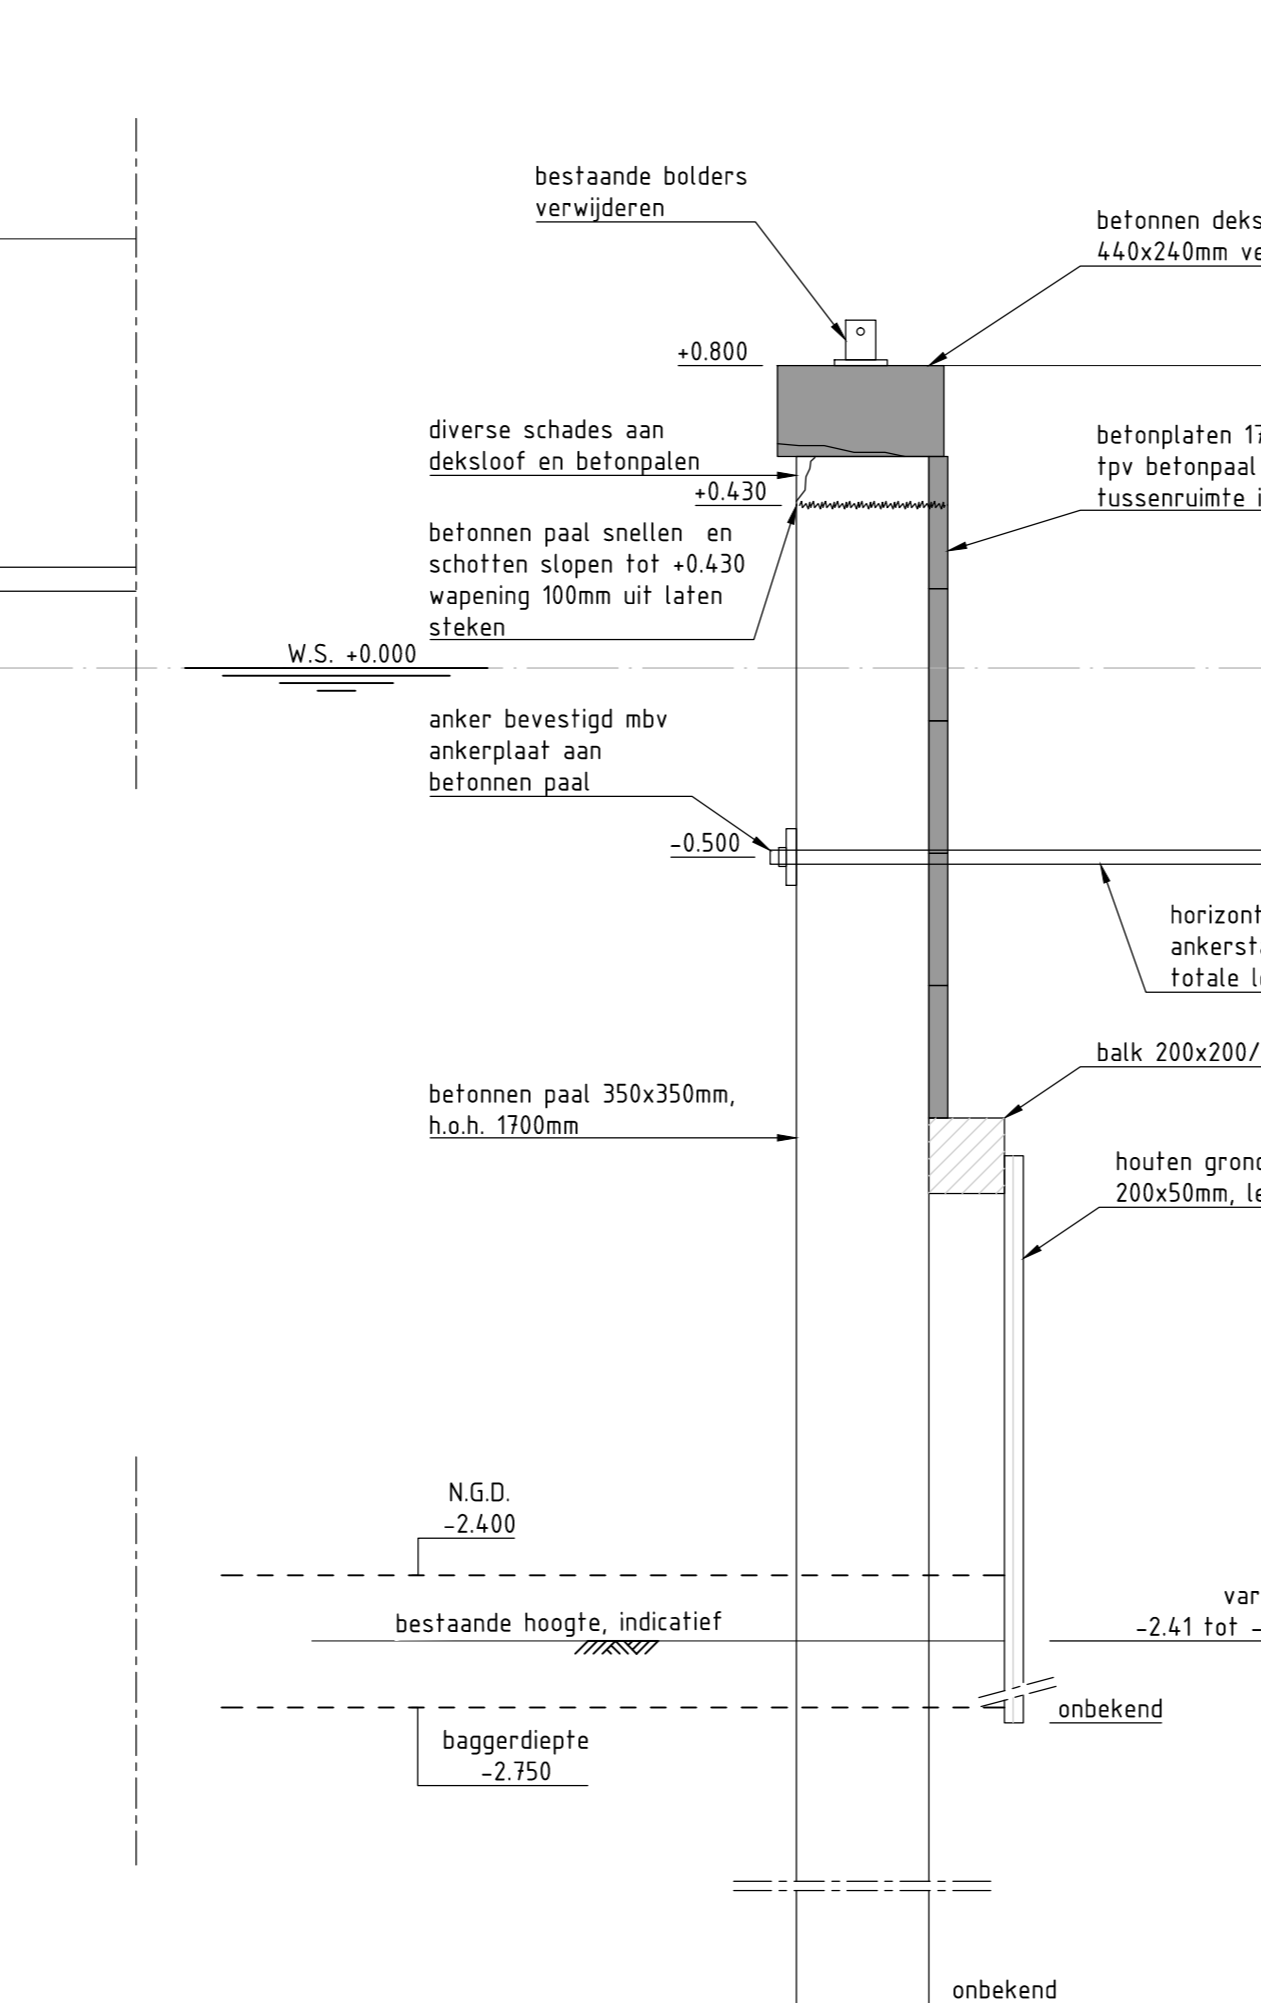 bestaande bolders
verwijderen
betonnen deks
440x240mm ve
+0.800
diverse schades aan
deksloof en betonpalen
betonplaten 17
tpv betonpaal
tussenruimte i
+0.430
betonnen paal snellen en
schotten slopen tot +0.430
wapening 100mm uit laten
steken
W.S. +0.000
anker bevestigd mbv
ankerplaat aan
betonnen paal
-0.500
horizont
ankersta
totale l
balk 200x200/
betonnen paal 350x350mm,
h.o.h. 1700mm
houten grond
200x50mm, le
N.G.D.
-2.400
bestaande hoogte, indicatief
var
-2.41 tot -
onbekend
baggerdiepte
-2.750
onbekend